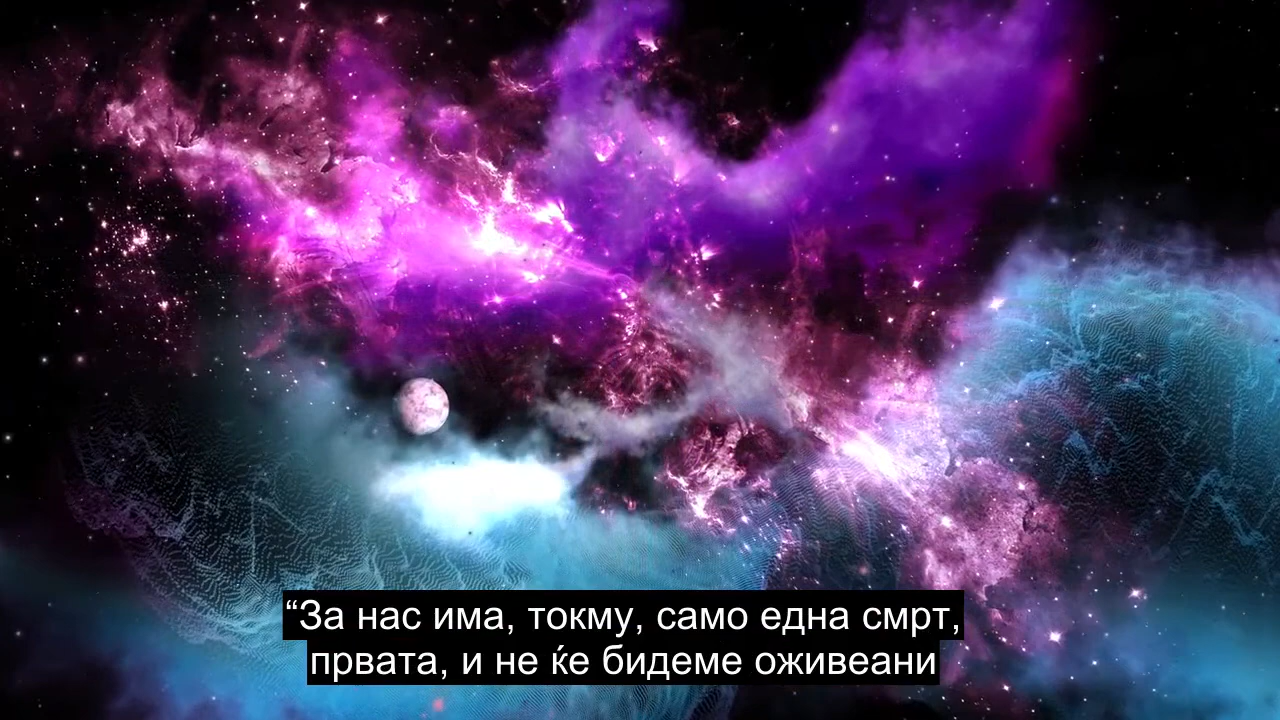 “За нас има, токму, само една смрт,
првата, и не ќе бидеме оживеани